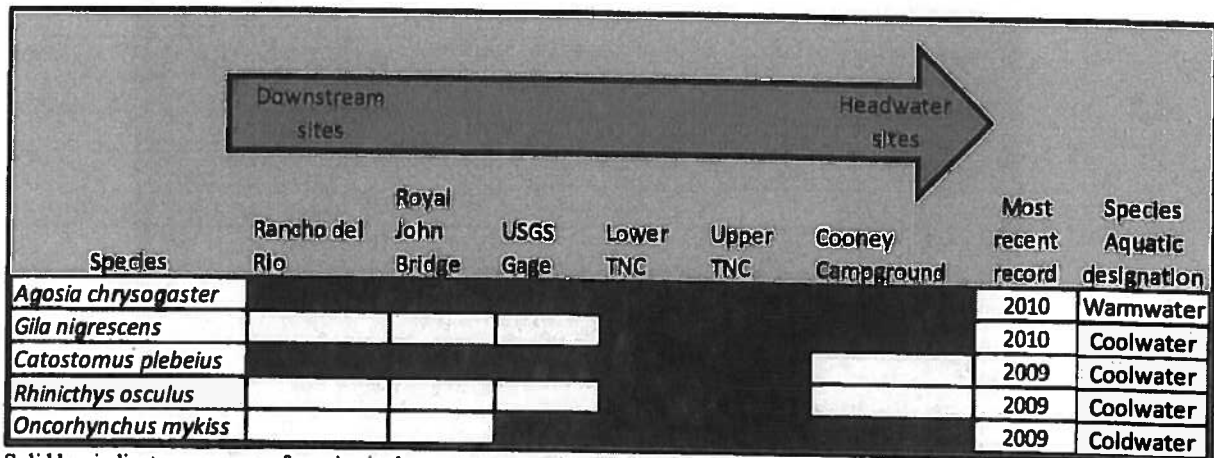 Downstream sites
Headwater sites
Species
Rancho del Rio
Royal John Bridge
USGS Gage
Lower TNC
Upper TNC
Cooney Campground
Most recent record
Species Aquatic designation
Agosia chrysogaster 2010 Warmwater
Gila nigrescens 2010 Coolwater
Catostomus plebeius 2009 Coolwater
Rhinicthys osculus 2009 Coolwater
Oncorhynchus mykiss 2009 Coldwater